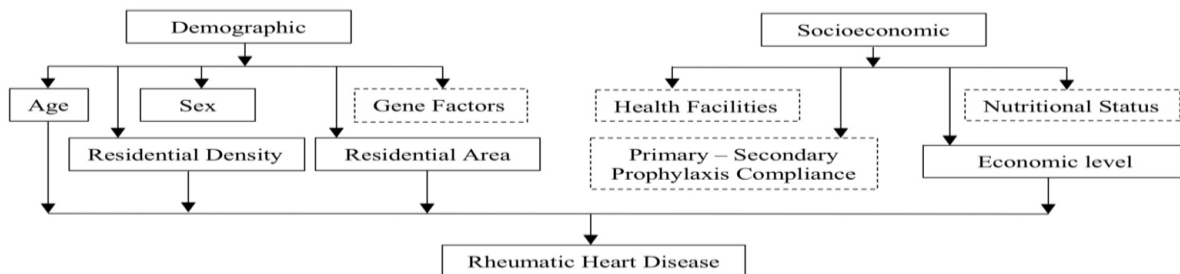 Demographic
Socioeconomic
Age
Sex
Gene Factors
Health Facilities
Nutritional Status
Residential Density
Residential Area
Primary – Secondary
Prophylaxis Compliance
Economic level
Rheumatic Heart Disease